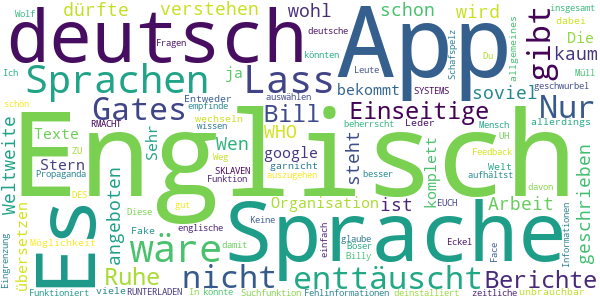 Wolf dürfte verstehen wohl schon wird dabei insgesamt
deutsch App gibt Die kaum
Fragen deutsche könnten Leute Du Schafspelz allgemeines Müll
Ich Sprachen ja Lass bekommt soviel geschwurbel
Entweder empfinde auswählen SYSTEMS
Weltweite RMACHT Gates Bill Einseitige Nur
schön Texte Sehr wechseln wissen WHO beherrscht Mensch UH allerdings
ZU Stern Wen google steht Leder komplett Feedback Welt
Englisch
Propaganda SKLAVEN Funktion Weg garnicht auszugehen besser EUCH aufhältst davon
Es angeboten Organisation ist Arbeit geschrieben
DES Diese gut Sprache
übersetzen Fake englische Keine
Eingrenzung Möglichkeit wäre damit einfach glaube Böser Billy Eckel Face Informationen
Ruhe nicht enttäuscht Berichte
Funktioniert viele RUNTERLADEN In konnte Suchfunktion Fehlinformationen deinstalliert zeitliche unbrauchbar